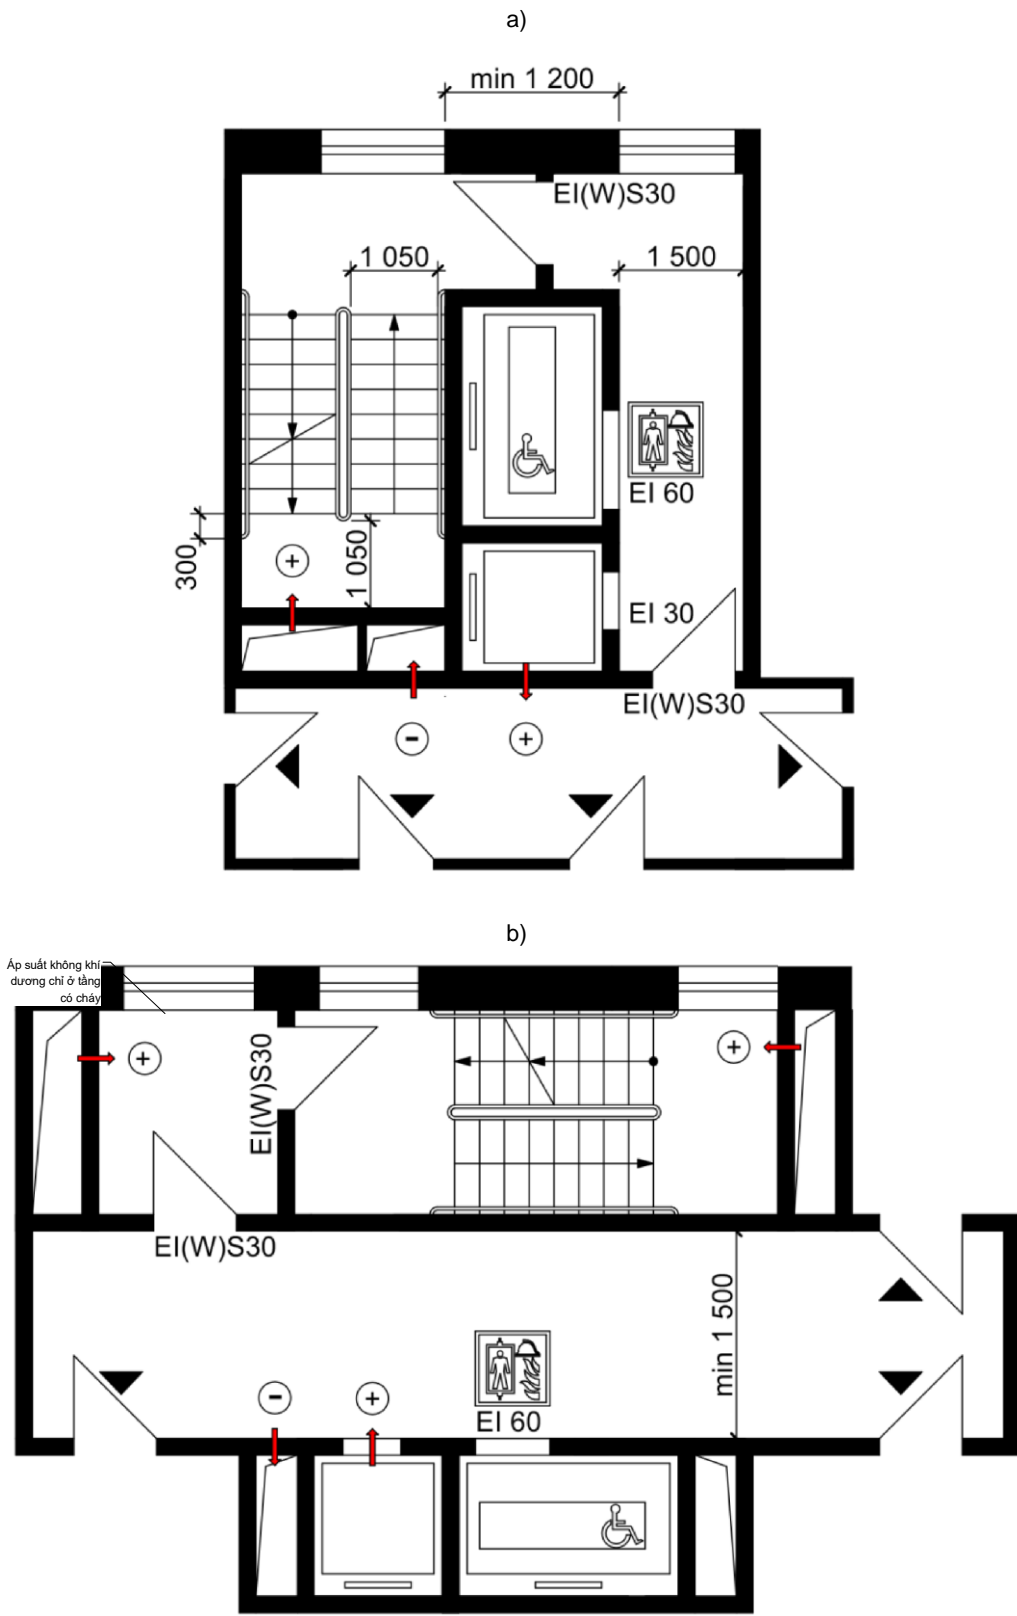 a)
min 1 200
EI(W)S30
1 050
1 500
EI 60
300
+
1 050
EI 30
EI(W)S30
-
+
b)
Áp suất không khí
dương chỉ ở tầng
có cháy
+
EI(W)S30
+
EI(W)S30
min 1 500
-
+
EI 60